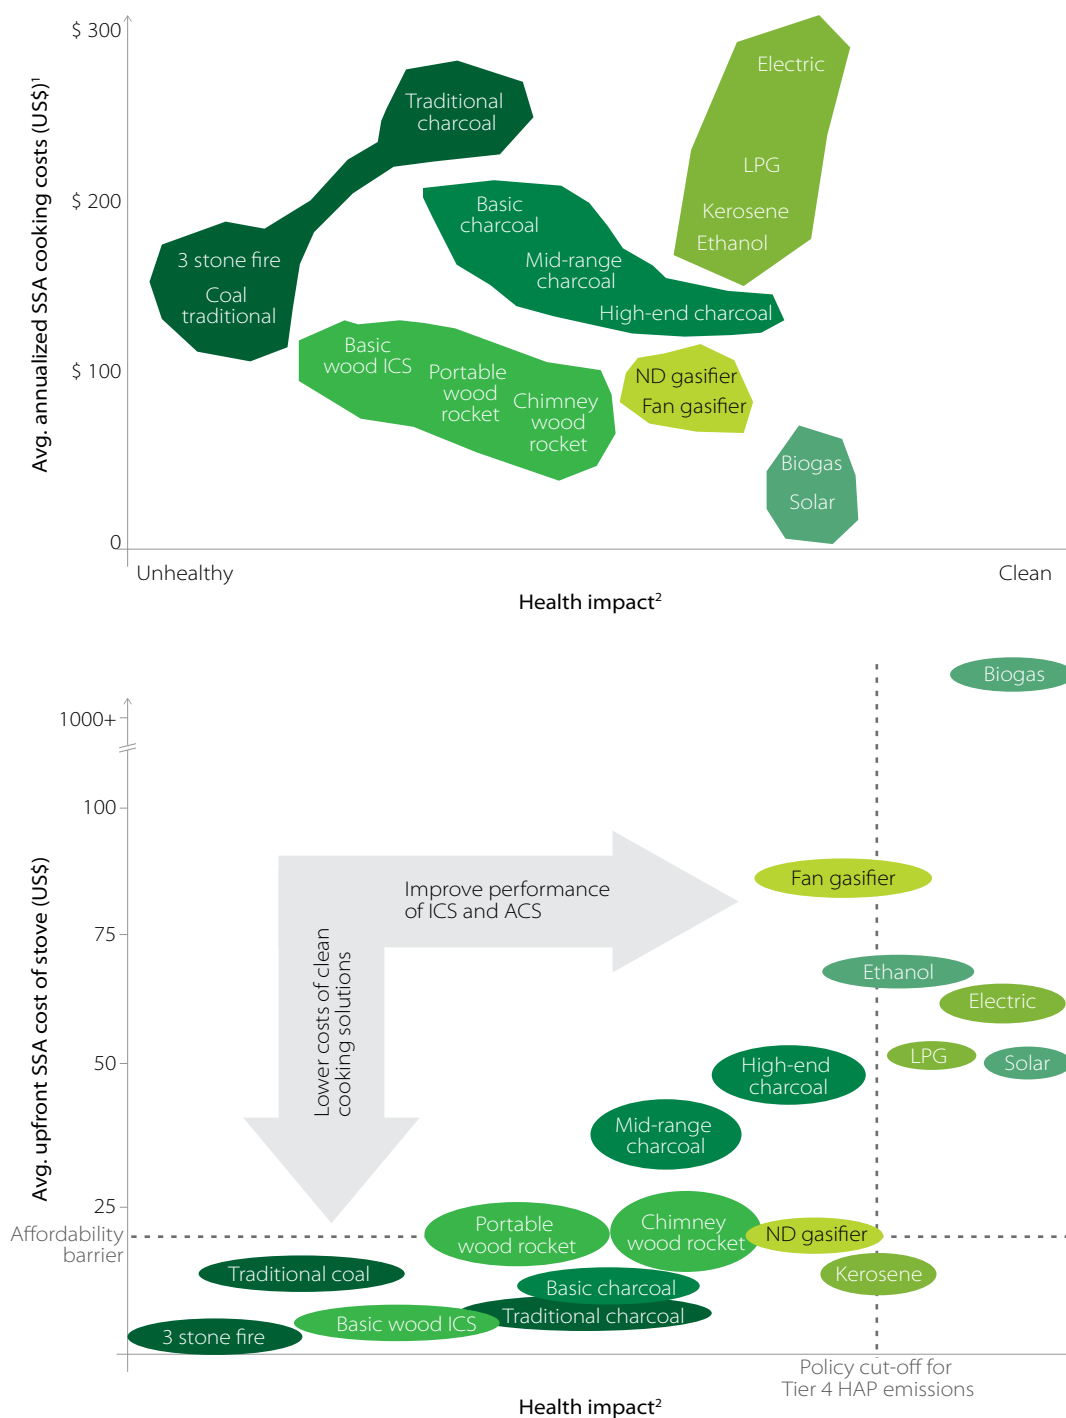 $ 300
$ 200
$ 100
0
Avg. annualized SSA cooking costs (US$)¹
Electric
Traditional
charcoal
LPG
Basic
charcoal
Kerosene
Ethanol
3 stone fire
Mid-range
charcoal
Coal
traditional
High-end charcoal
Basic
wood ICS
Portable
wood
rocket
ND gasifier
Fan gasifier
Chimney
wood
rocket
Biogas
Solar
Unhealthy
Clean
Health impact²
1000+
100
75
50
25
Avg. upfront SSA cost of stove (US$)
Affordability
barrier
Biogas
Fan gasifier
Improve performance
of ICS and ACS
Lower costs of clean
cooking solutions
Ethanol
Electric
LPG
Solar
High-end
charcoal
Mid-range
charcoal
Portable
wood rocket
Chimney
wood rocket
ND gasifier
Traditional coal
Kerosene
Basic charcoal
Traditional charcoal
Basic wood ICS
3 stone fire
Policy cut-off for
Tier 4 HAP emissions
Health impact²